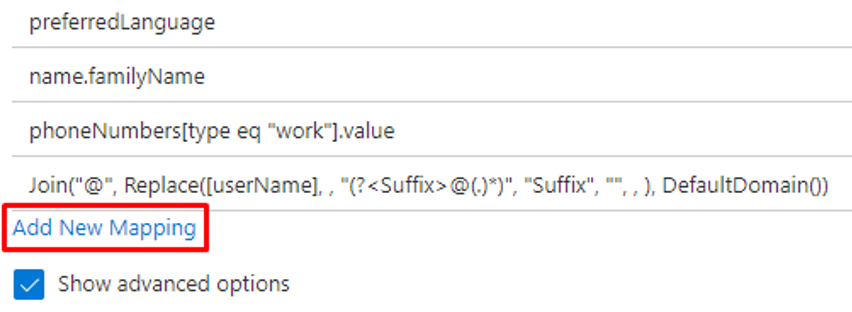 preferredLanguage
name.familyName
phoneNumbers[type eq "work"].value
Join("@", Replace([userName], , "(?<Suffix>@(.)*)", "Suffix", "", , ), DefaultDomain())
Add New Mapping
Show advanced options